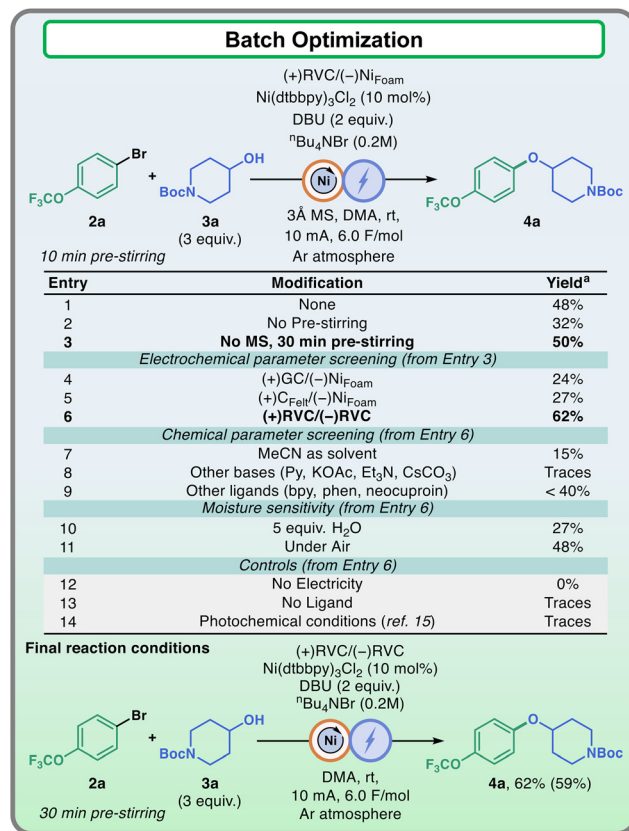 Batch Optimization
(+)RVC/(−)NiFoam
Ni(dtbbpy)3Cl2 (10 mol%)
DBU (2 equiv.)
nBu4NBr (0.2M)
Br
F3CO
2a
+
OH
BocN
3a
(3 equiv.)
Ni
3Å MS, DMA, rt,
10 mA, 6.0 F/mol
Ar atmosphere
O
F3CO
NBoc
4a
10 min pre-stirring
Entry Modification Yielda
1 None 48%
2 No Pre-stirring 32%
3 No MS, 30 min pre-stirring 50%
Electrochemical parameter screening (from Entry 3)
4 (+)GC/(−)NiFoam 24%
5 (+)CFelt/(−)NiFoam 27%
6 (+)RVC/(−)RVC 62%
Chemical parameter screening (from Entry 6)
7 MeCN as solvent 15%
8 Other bases (Py, KOAc, Et3N, CsCO3) Traces
9 Other ligands (bpy, phen, neocuproin) < 40%
Moisture sensitivity (from Entry 6)
10 5 equiv. H2O 27%
11 Under Air 48%
Controls (from Entry 6)
12 No Electricity 0%
13 No Ligand Traces
14 Photochemical conditions (ref. 15) Traces
Final reaction conditions
(+)RVC/(−)RVC
Ni(dtbbpy)3Cl2 (10 mol%)
DBU (2 equiv.)
nBu4NBr (0.2M)
Br
F3CO
2a
+
OH
BocN
3a
(3 equiv.)
Ni
DMA, rt,
10 mA, 6.0 F/mol
Ar atmosphere
O
F3CO
NBoc
4a, 62% (59%)
30 min pre-stirring